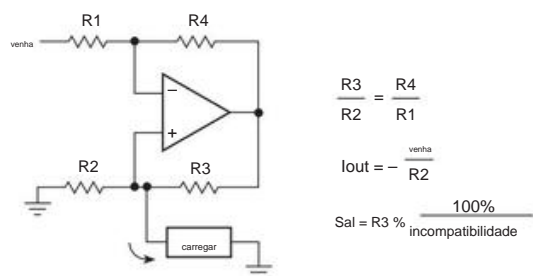 R1
R4
venha
−
+
R2
R3
carregar
R3
R2
=
R4
R1
Iout = −
venha
R2
Sal = R3 %
100%
incompatibilidade